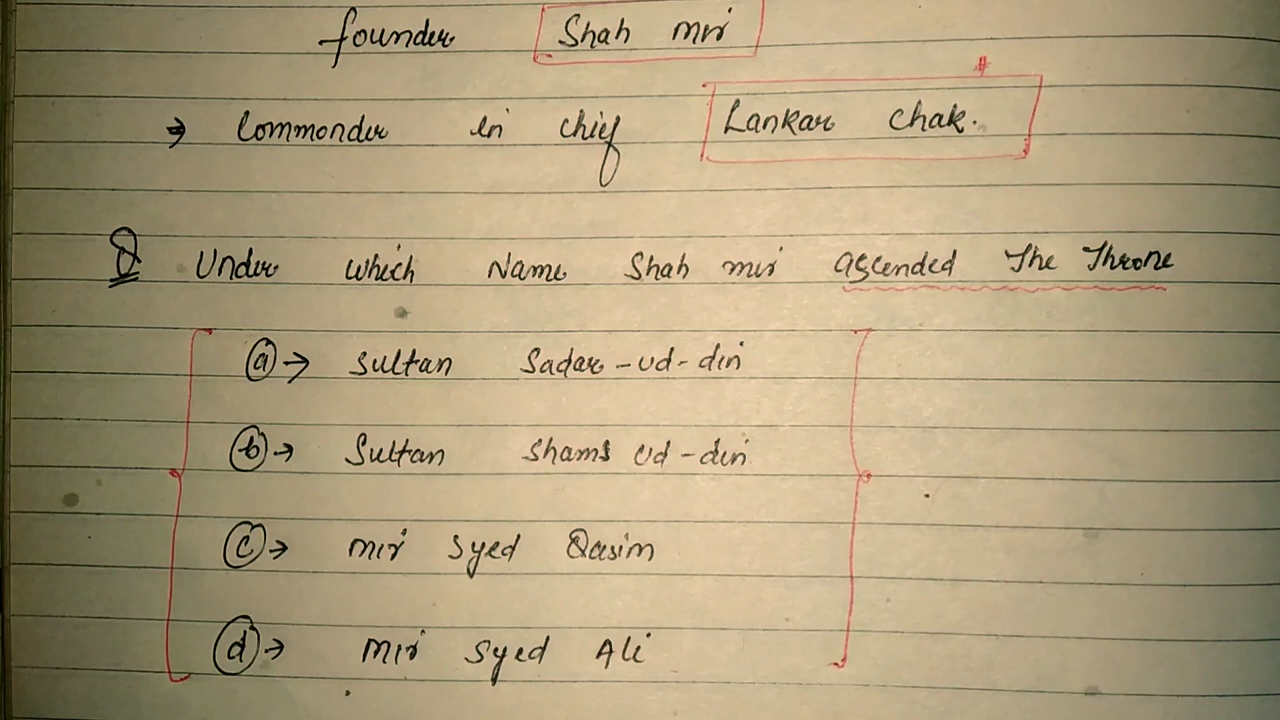 founder Shah mir
→ Commonder in chief Lankar chak.
Q Under which Name Shah mir ascended The Throne
(a) → Sultan Sadar-ud-din
(b) → Sultan Shams ud-din
(c) → mir Syed Qasim
(d) → mir Syed Ali